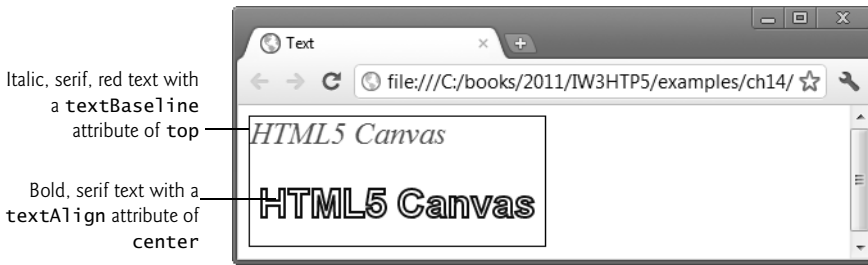 Text
file:///C:/books/2011/IW3HTP5/examples/ch14/
Italic, serif, red text with
a textBaseline
attribute of top
HTML5 Canvas
Bold, serif text with a
textAlign attribute of
center
HTML5 Canvas